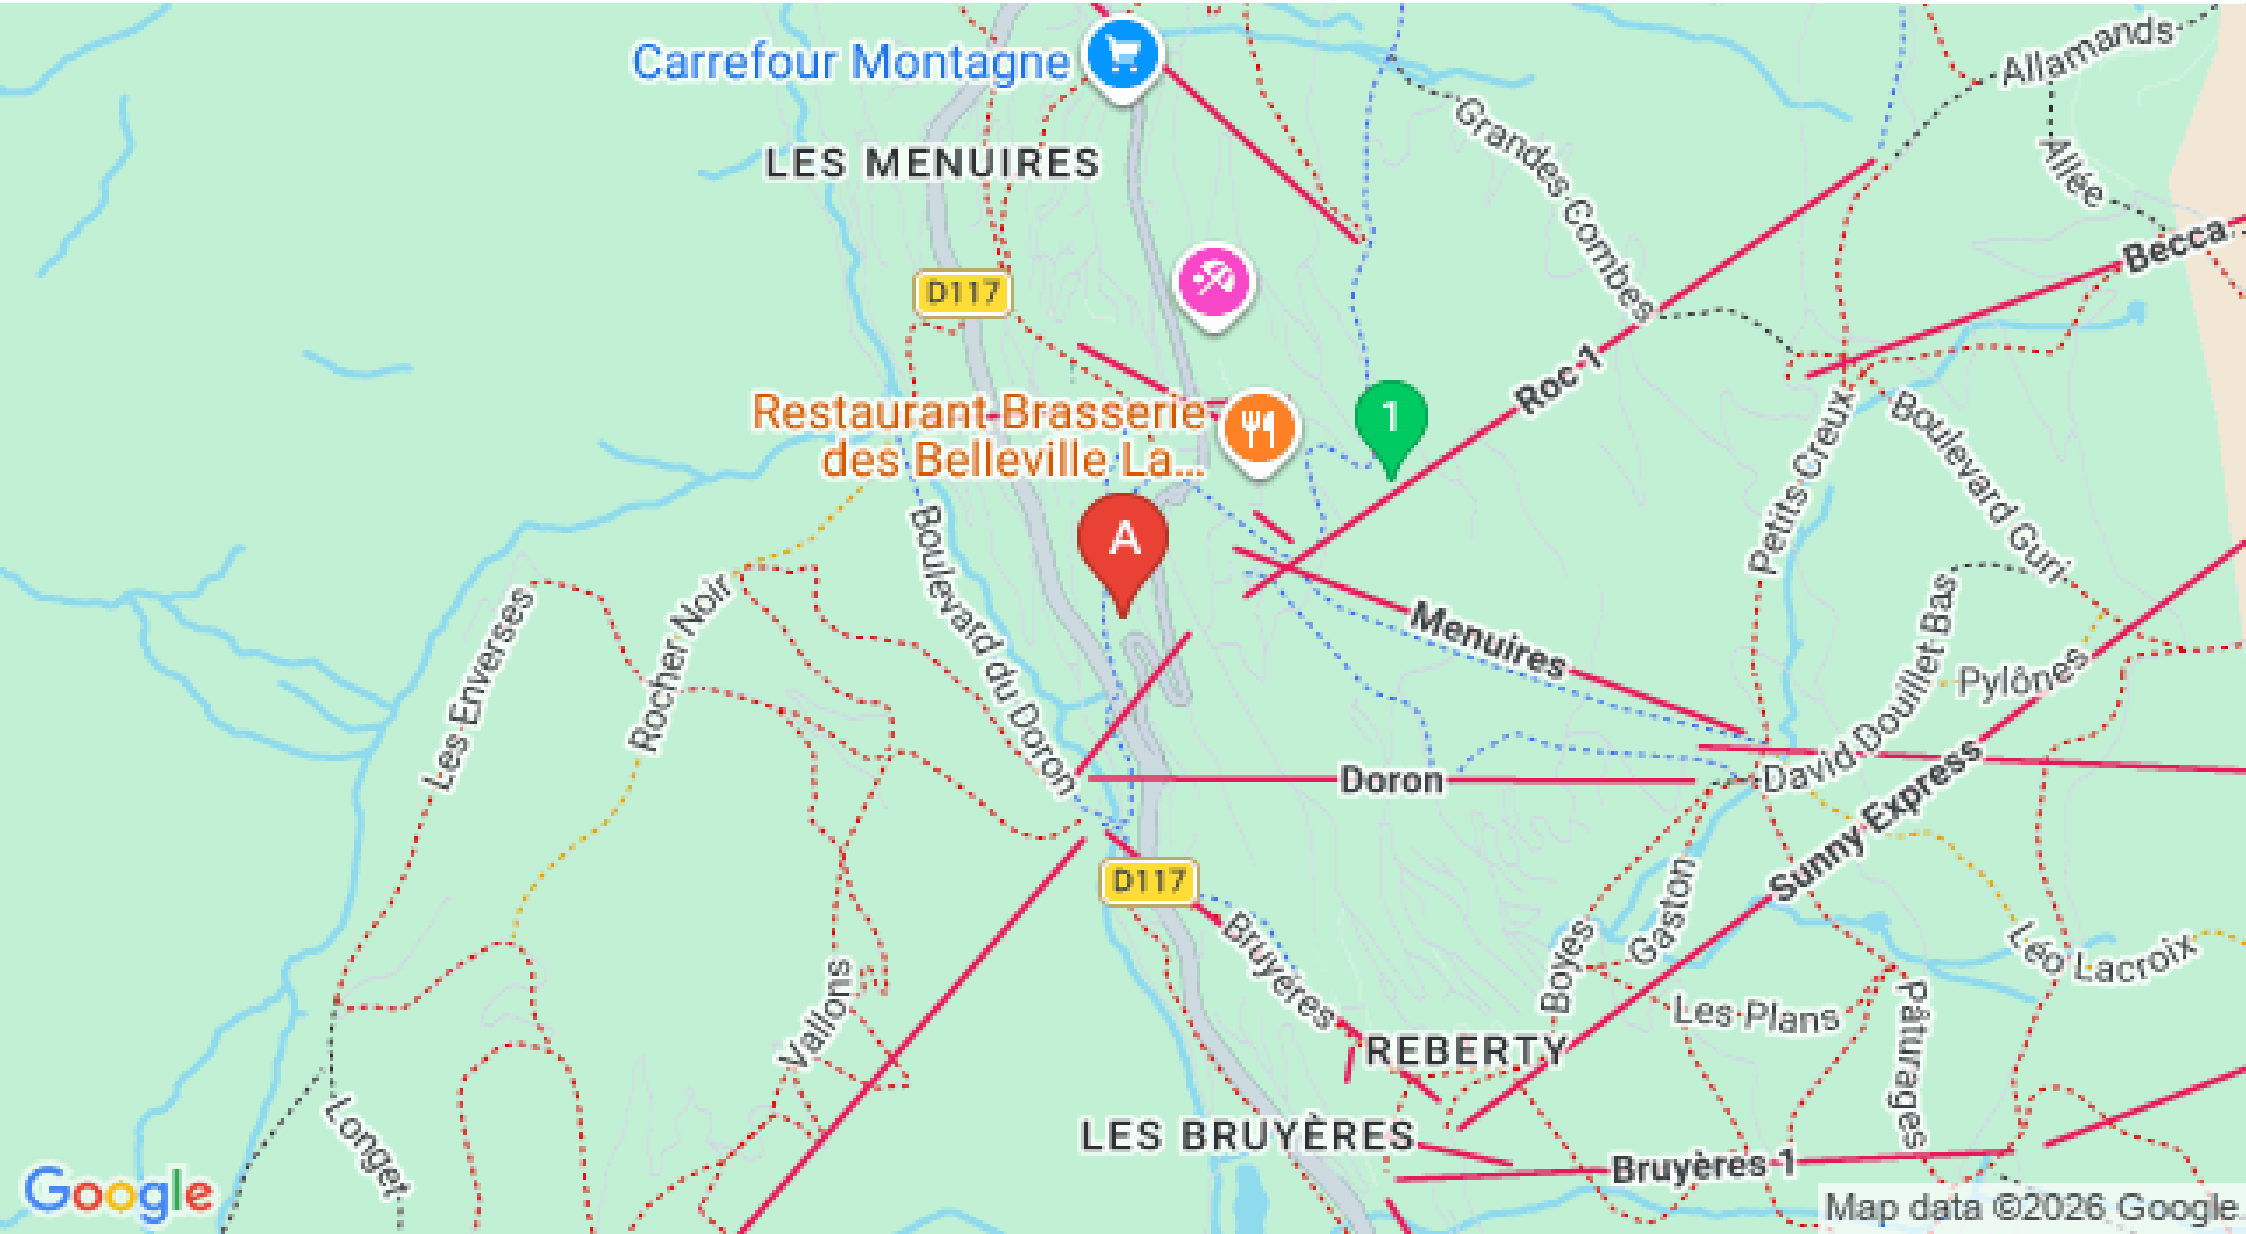 Carrefour Montagne
Allamands
Grandes Combes
Allée
LES MENUIRES
Becca
D117
Roc 1
Restaurant Brasserie
des Belleville La...
1
Petits Creux
Boulevard Guri
A
Boulevard du Doron
Les Enverses
Rocher Noir
Menuires
David Douillet Bas
Pylônes
Doron
Sunny Express
D117
Bruyéres
Boyes
Gaston
Léo Lacroix
Vallons
Les Plans
Pâturages
REBERTY
Longet
LES BRUYÈRES
Bruyères 1
Google
Map data ©2026 Google